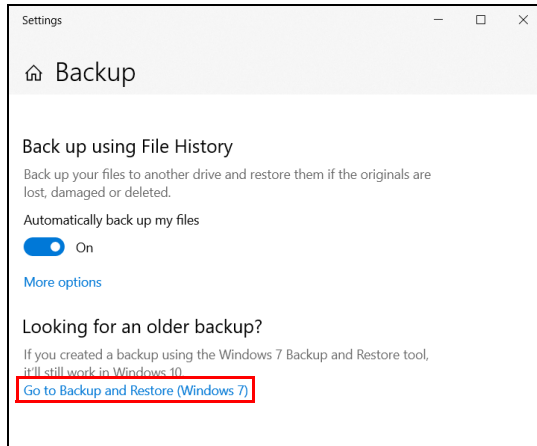 Settings
Backup
Back up using File History
Back up your files to another drive and restore them if the originals are
lost, damaged or deleted.
Automatically back up my files
On
More options
Looking for an older backup?
If you created a backup using the Windows 7 Backup and Restore tool,
it'll still work in Windows 10.
Go to Backup and Restore (Windows 7)